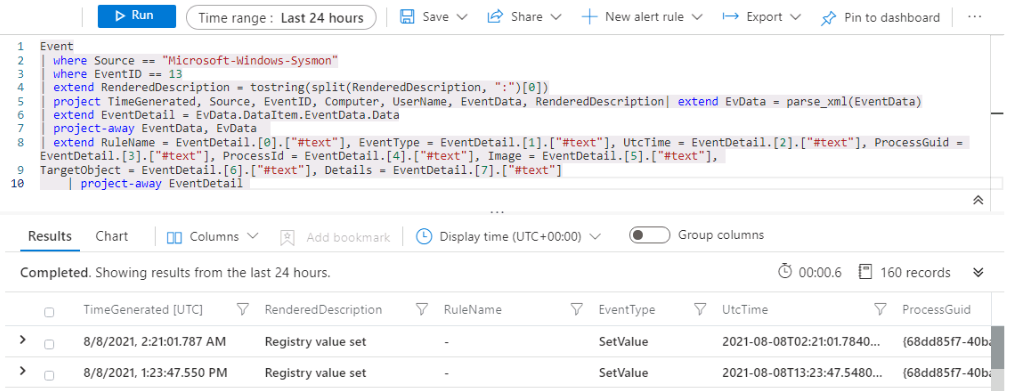 Run
Time range : Last 24 hours
Save
Share
New alert rule
Export
Pin to dashboard
...
1 Event
2 | where Source == "Microsoft-Windows-Sysmon"
3 | where EventID == 13
4 | extend RenderedDescription = tostring(split(RenderedDescription, ":")[0])
5 | project TimeGenerated, Source, EventID, Computer, UserName, EventData, RenderedDescription| extend EvData = parse_xml(EventData)
6 | extend EventDetail = EvData.DataItem.EventData.Data
7 | project-away EventData, EvData
8 | extend RuleName = EventDetail.[0].["#text"], EventType = EventDetail.[1].["#text"], UtcTime = EventDetail.[2].["#text"], ProcessGuid =
EventDetail.[3].["#text"], ProcessId = EventDetail.[4].["#text"], Image = EventDetail.[5].["#text"],
9 TargetObject = EventDetail.[6].["#text"], Details = EventDetail.[7].["#text"]
10 | project-away EventDetail
...
Results Chart Columns Add bookmark Display time (UTC+00:00) Group columns
Completed. Showing results from the last 24 hours. 00:00.6 160 records
TimeGenerated [UTC] RenderedDescription RuleName EventType UtcTime ProcessGuid
8/8/2021, 2:21:01.787 AM Registry value set - SetValue 2021-08-08T02:21:01.7840... {68dd85f7-40ba
8/8/2021, 1:23:47.550 PM Registry value set - SetValue 2021-08-08T13:23:47.5480... {68dd85f7-40ba